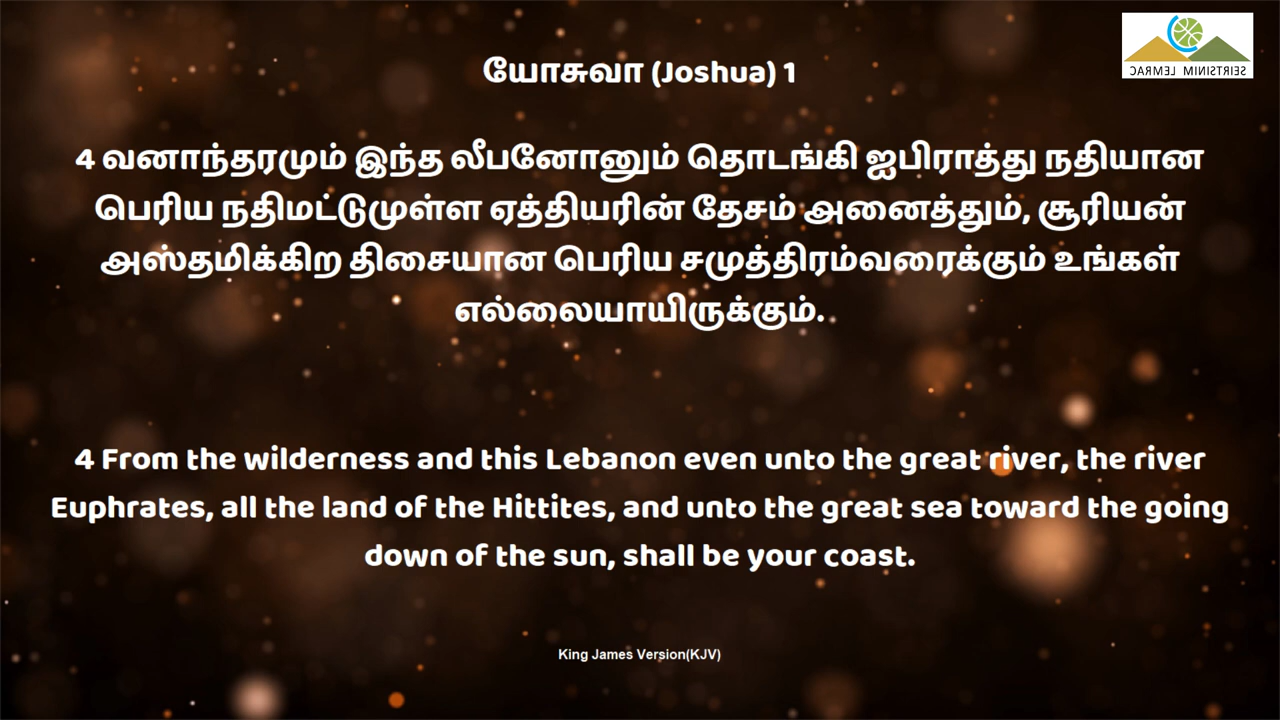 யோசுவா (Joshua) 1
CARMEL MINISTRIES
4 வனாந்தரமும் இந்த லீபனோனும் தொடங்கி ஐபிராத்து நதியான
பெரிய நதிமட்டுமுள்ள ஏத்தியரின் தேசம் அனைத்தும், சூரியன்
அஸ்தமிக்கிற திசையான பெரிய சமுத்திரம்வரைக்கும் உங்கள்
எல்லையாயிருக்கும்.
4 From the wilderness and this Lebanon even unto the great river, the river
Euphrates, all the land of the Hittites, and unto the great sea toward the going
down of the sun, shall be your coast.
King James Version(KJV)